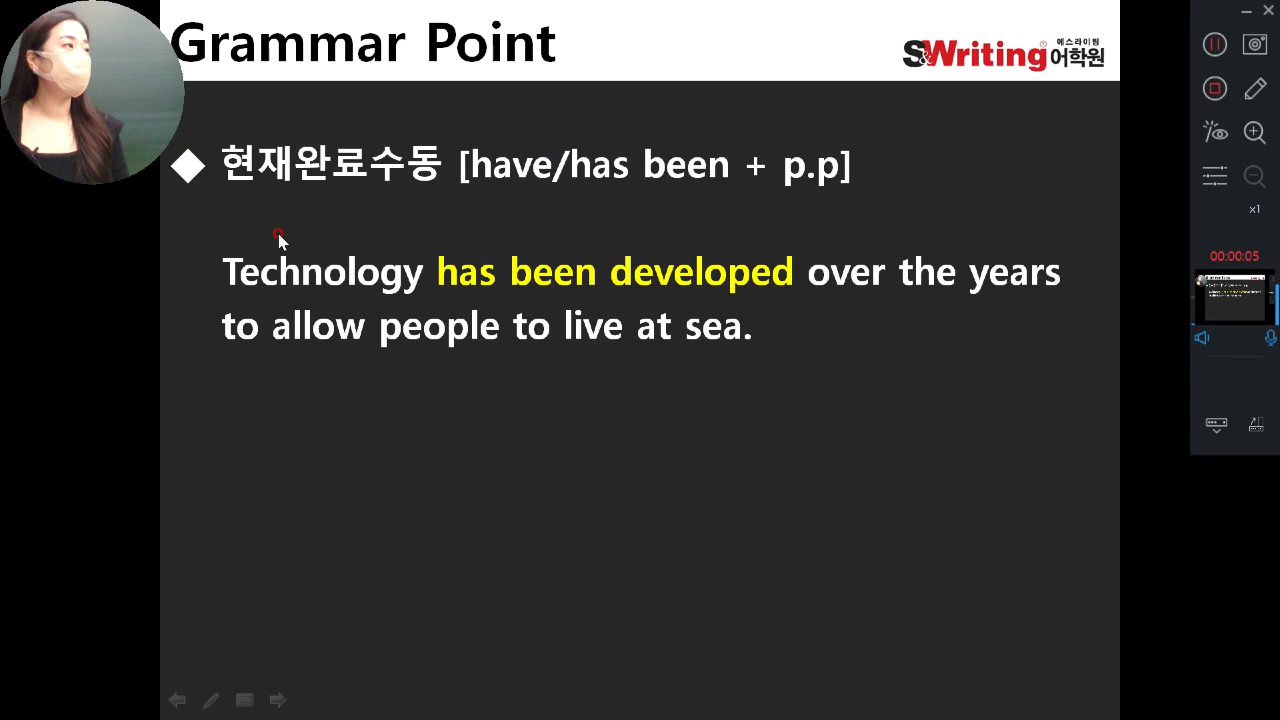 Grammar Point
에스라이팅
S&Writing어학원
◆ 현재완료수동 [have/has been + p.p]
Technology has been developed over the years
to allow people to live at sea.
x1
00:00:05